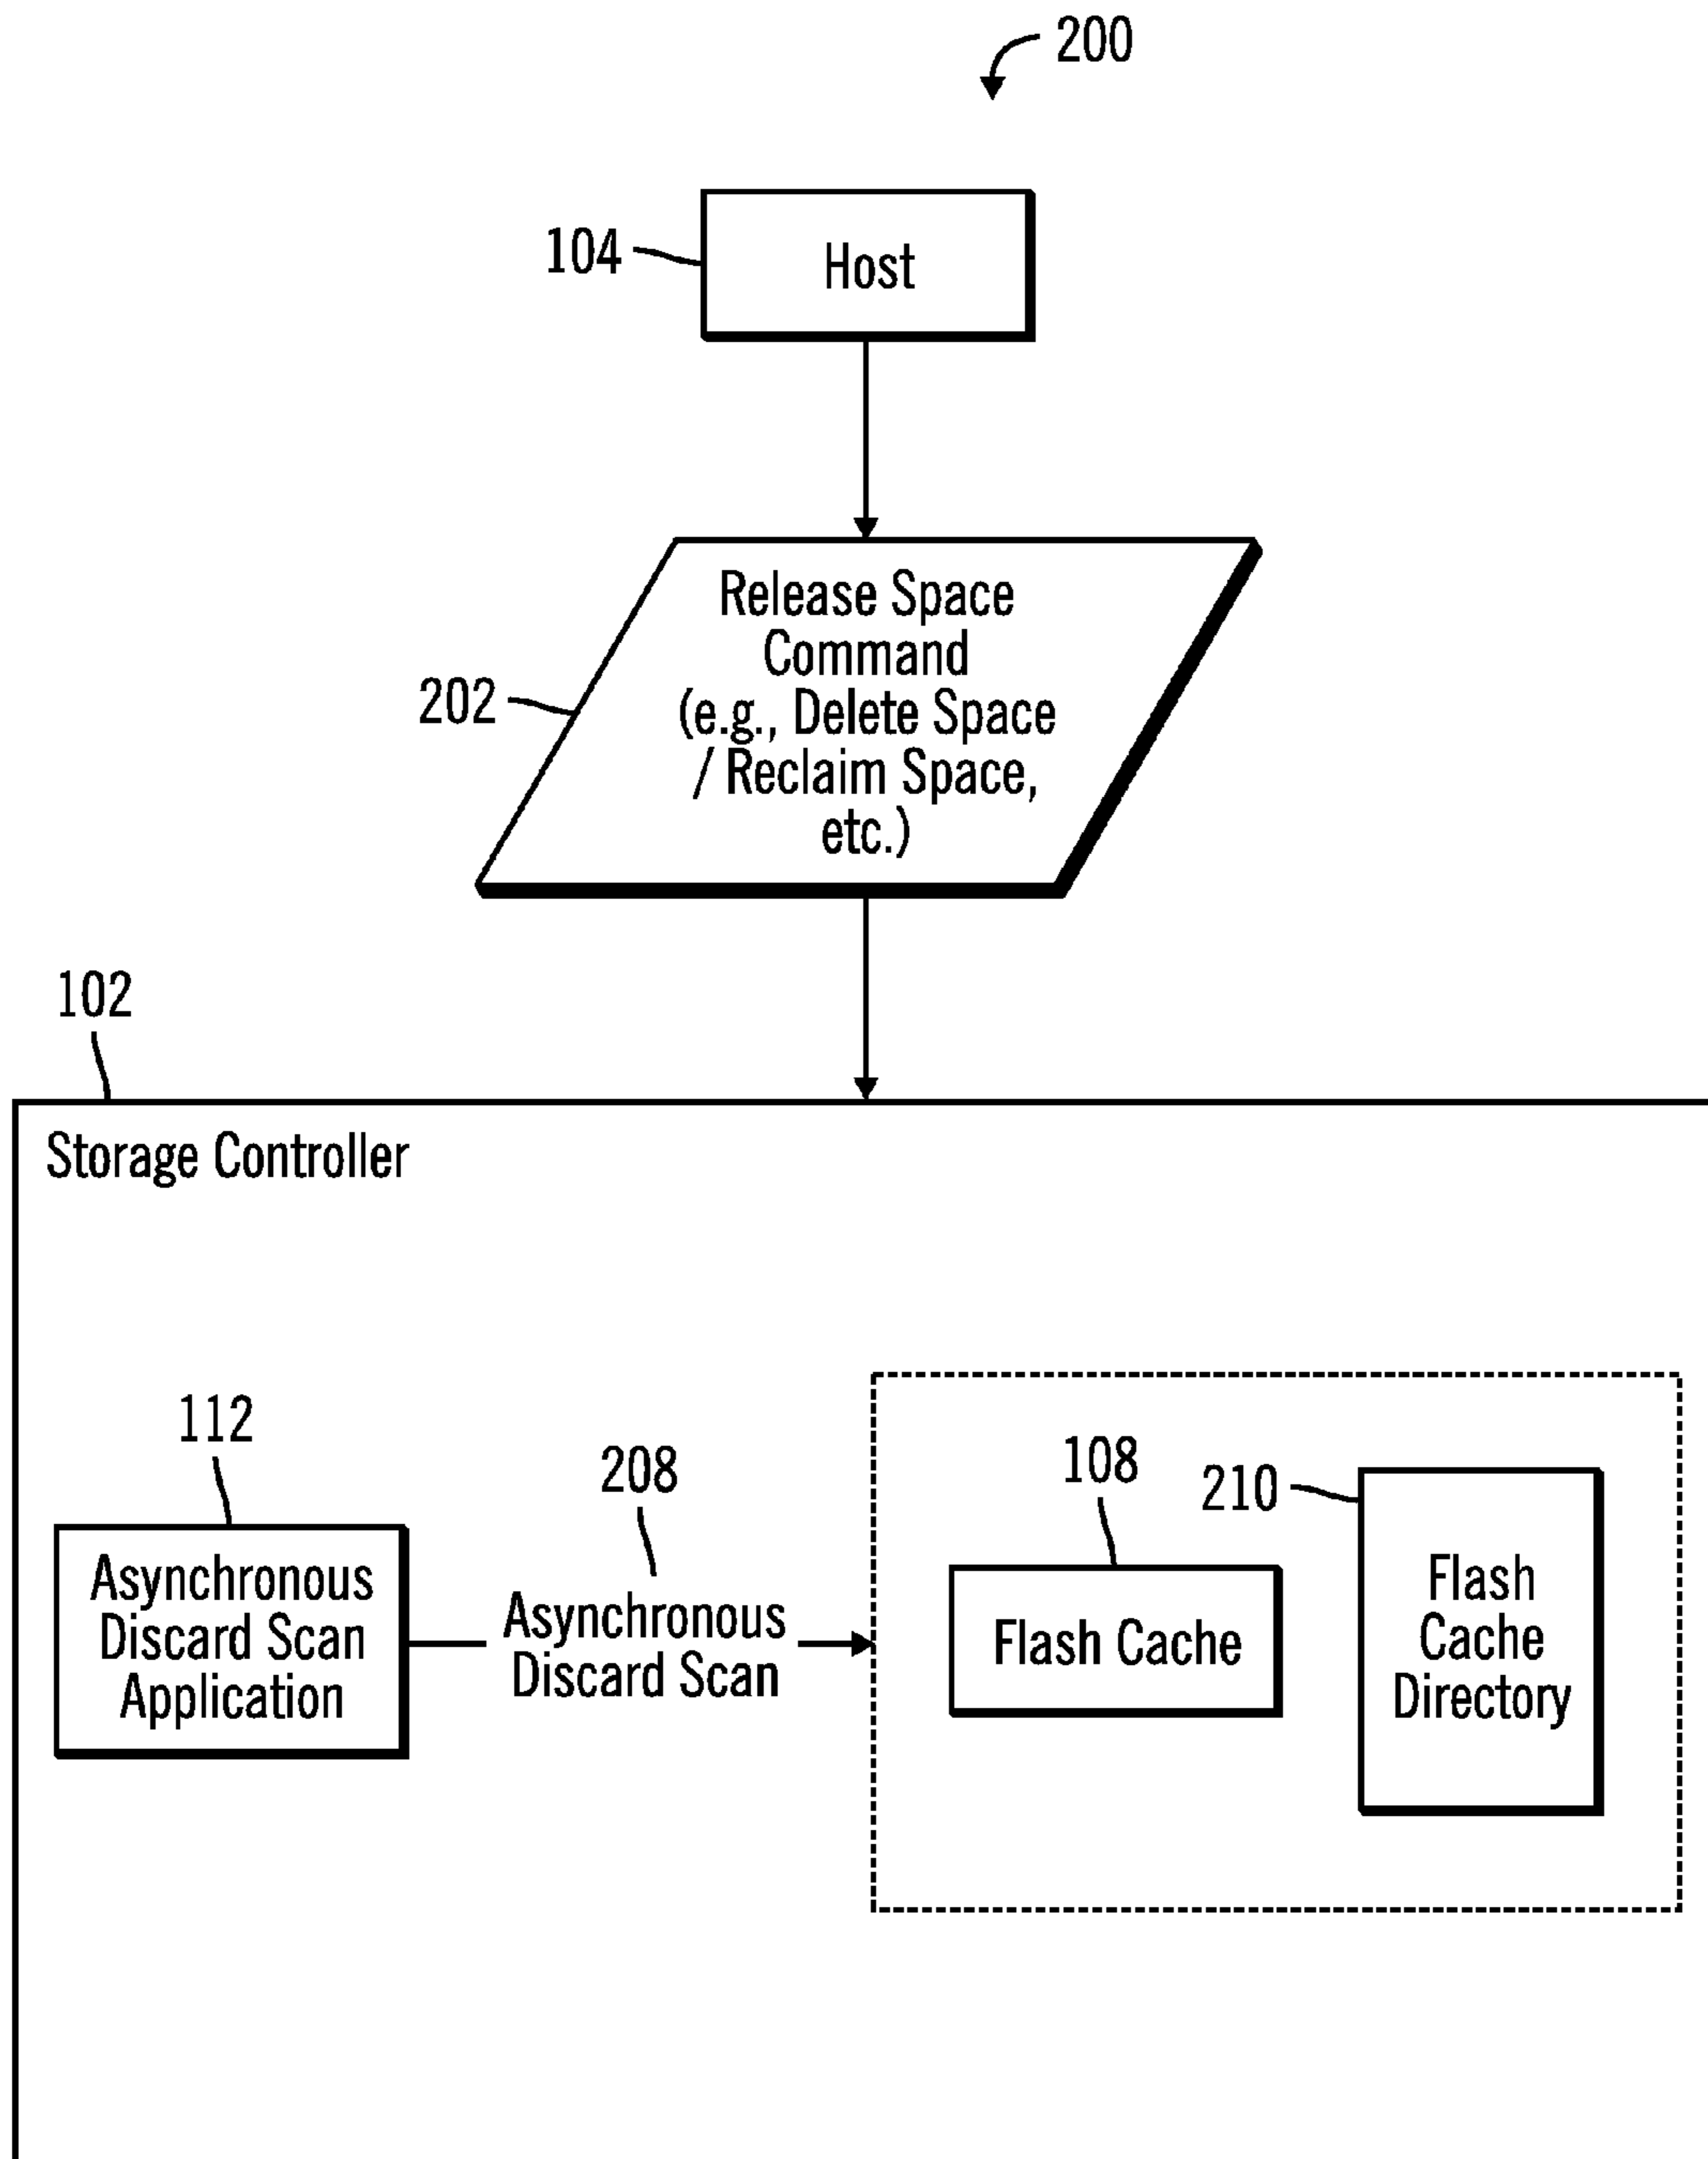 200
104
Host
202
Release Space
Command
(e.g., Delete Space
/ Reclaim Space,
etc.)
102
Storage Controller
112
Asynchronous
Discard Scan
Application
208
Asynchronous
Discard Scan
108
Flash Cache
210
Flash
Cache
Directory